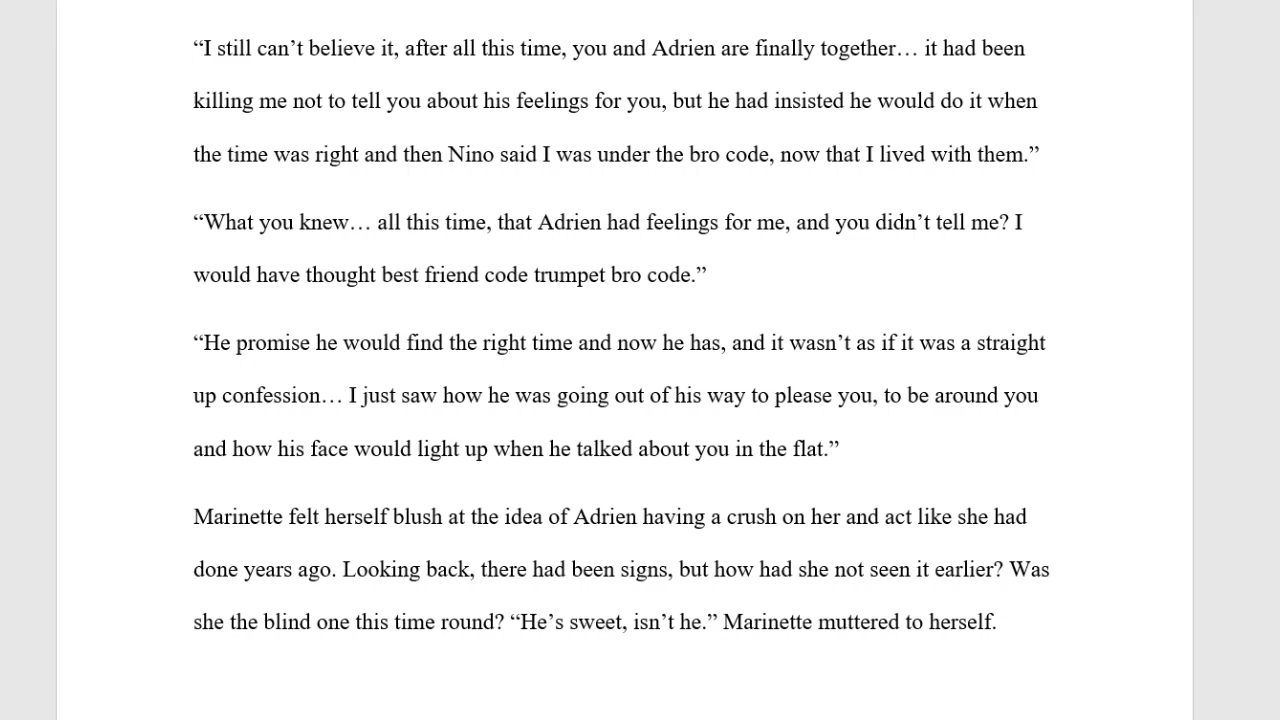 “I still can’t believe it, after all this time, you and Adrien are finally together… it had been
killing me not to tell you about his feelings for you, but he had insisted he would do it when
the time was right and then Nino said I was under the bro code, now that I lived with them.”
“What you knew… all this time, that Adrien had feelings for me, and you didn’t tell me? I
would have thought best friend code trumpet bro code.”
“He promise he would find the right time and now he has, and it wasn’t as if it was a straight
up confession… I just saw how he was going out of his way to please you, to be around you
and how his face would light up when he talked about you in the flat.”
Marinette felt herself blush at the idea of Adrien having a crush on her and act like she had
done years ago. Looking back, there had been signs, but how had she not seen it earlier? Was
she the blind one this time round? “He’s sweet, isn’t he.” Marinette muttered to herself.